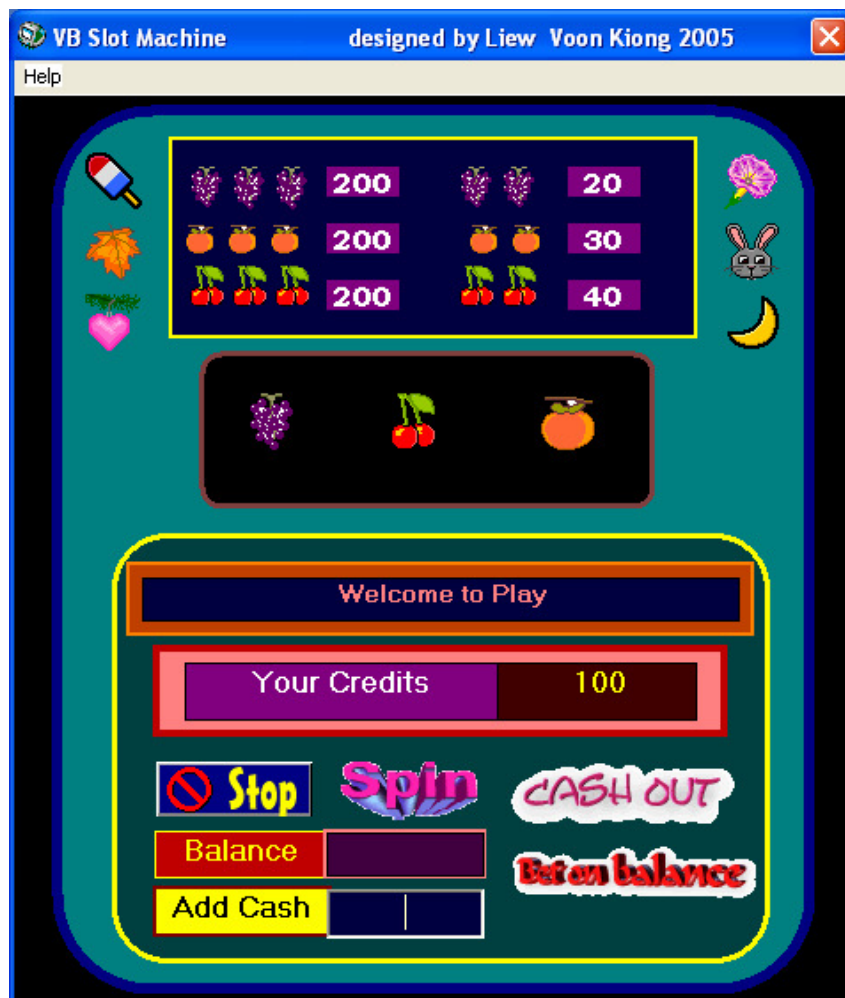 VB Slot Machine designed by Liew Voon Kiong 2005
Help
200 20
200 30
200 40
Welcome to Play
Your Credits 100
Stop Spin CASH OUT
Balance Bet on balance
Add Cash